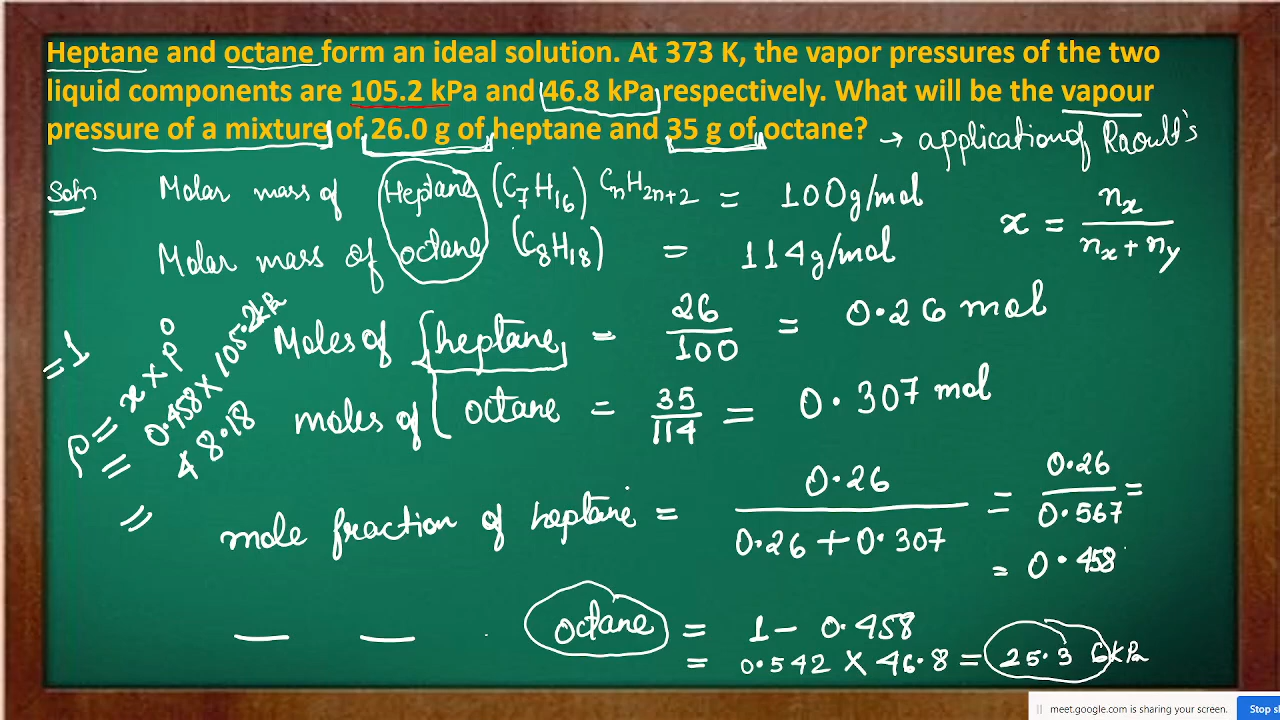 Heptane and octane form an ideal solution. At 373 K, the vapor pressures of the two
liquid components are 105.2 kPa and 46.8 kPa respectively. What will be the vapour
pressure of a mixture of 26.0 g of heptane and 35 g of octane?
→ application of Raoult's
Soln Molar mass of Heptane (C7H16) CnH2n+2 = 100g/mol
Molar mass of octane (C8H18) = 114g/mol
x = nx / nx + ny
Moles of heptane = 26/100 = 0.26 mol
moles of octane = 35/114 = 0.307 mol
= 1
P = x × P°
= 0.458 × 105.2 kPa
= 48.18
mole fraction of heptane = 0.26 / 0.26 + 0.307 = 0.26 / 0.567 =
= 0.458
octane = 1 - 0.458
= 0.542 × 46.8 = 25.36 kPa
meet.google.com is sharing your screen. Stop s